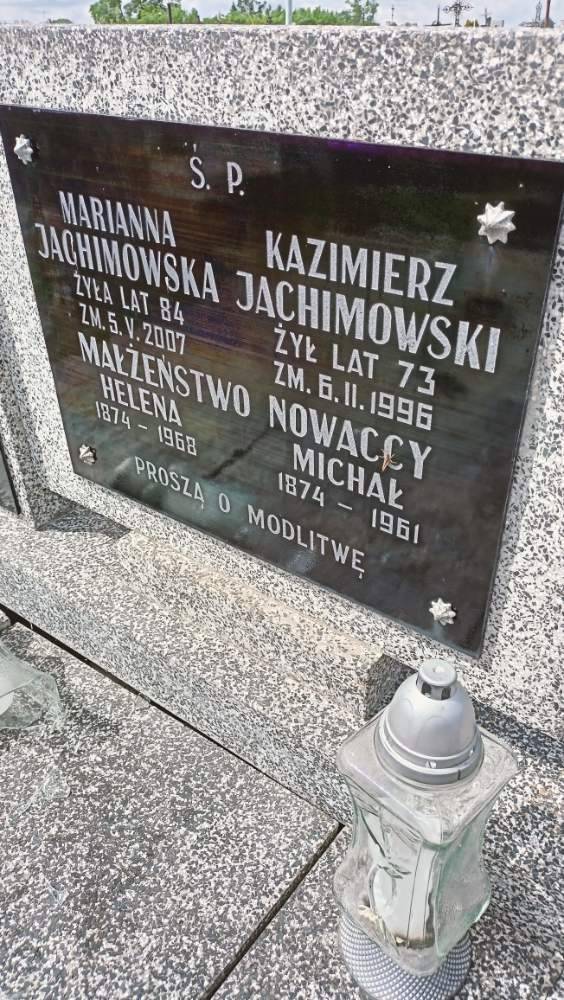 Ś. P.
MARIANNA
JACHIMOWSKA
ŻYŁA LAT 84
ZM. 5. V. 2007
KAZIMIERZ
JACHIMOWSKI
ŻYŁ LAT 73
ZM. 6. II. 1996
MAŁŻEŃSTWO NOWACCY
HELENA
1874 – 1968
MICHAŁ
1874 – 1961
PROSZĄ O MODLITWĘ